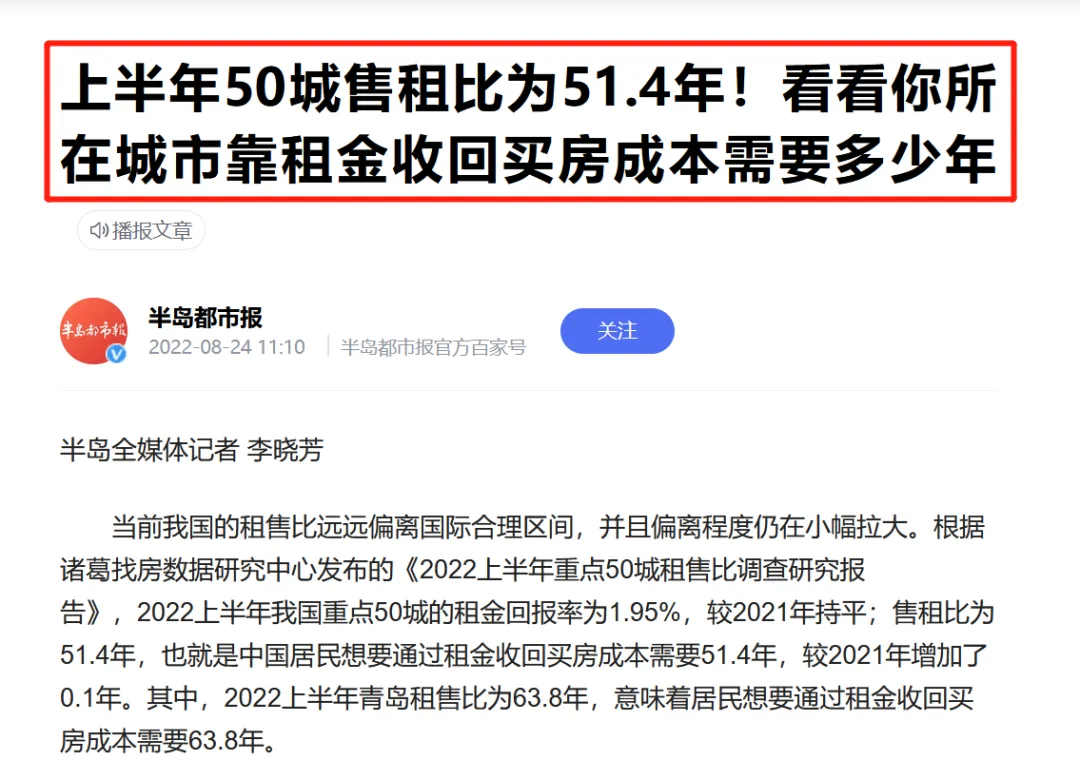 上半年50城售租比为51.4年！看看你所
在城市靠租金收回买房成本需要多少年
播报文章
半岛都市报
半岛都市报
2022-08-24 11:10
半岛都市报官方百家号
关注
半岛全媒体记者 李晓芳
当前我国的租售比远远偏离国际合理区间，并且偏离程度仍在小幅拉大。根据
诸葛找房数据研究中心发布的《2022上半年重点50城租售比调查研究报
告》，2022上半年我国重点50城的租金回报率为1.95%，较2021年持平；售租比为
51.4年，也就是中国居民想要通过租金收回买房成本需要51.4年，较2021年增加了
0.1年。其中，2022上半年青岛租售比为63.8年，意味着居民想要通过租金收回买
房成本需要63.8年。